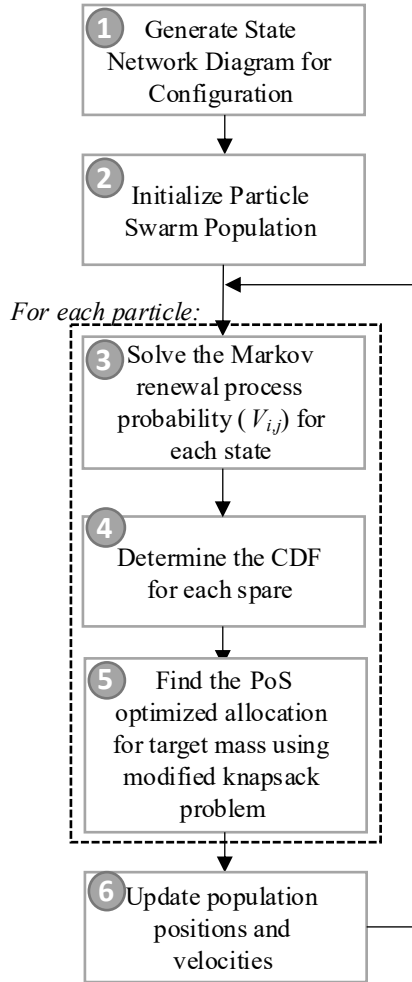 1
Generate State
Network Diagram for
Configuration
2
Initialize Particle
Swarm Population
For each particle:
3
Solve the Markov
renewal process
probability ( Vi,j) for
each state
4
Determine the CDF
for each spare
5
Find the PoS
optimized allocation
for target mass using
modified knapsack
problem
6
Update population
positions and
velocities